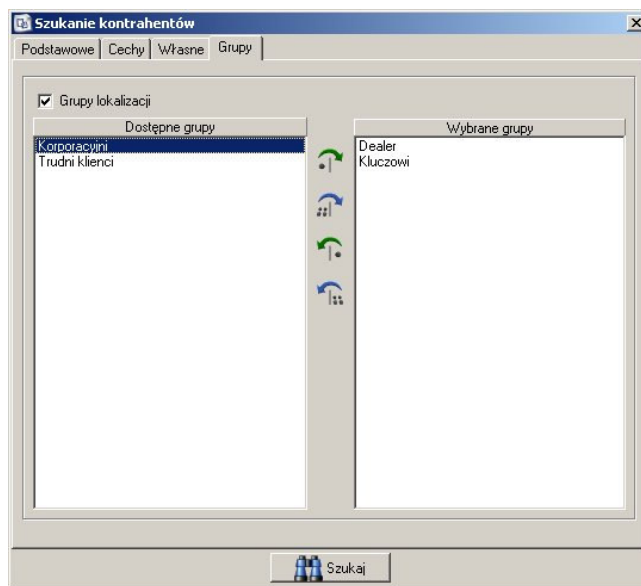 Szukanie kontrahentów
Podstawowe Cechy Własne Grupy
Grupy lokalizacji
Dostępne grupy
Korporacyjni
Trudni klienci
Wybrane grupy
Dealer
Kluczowi
Szukaj